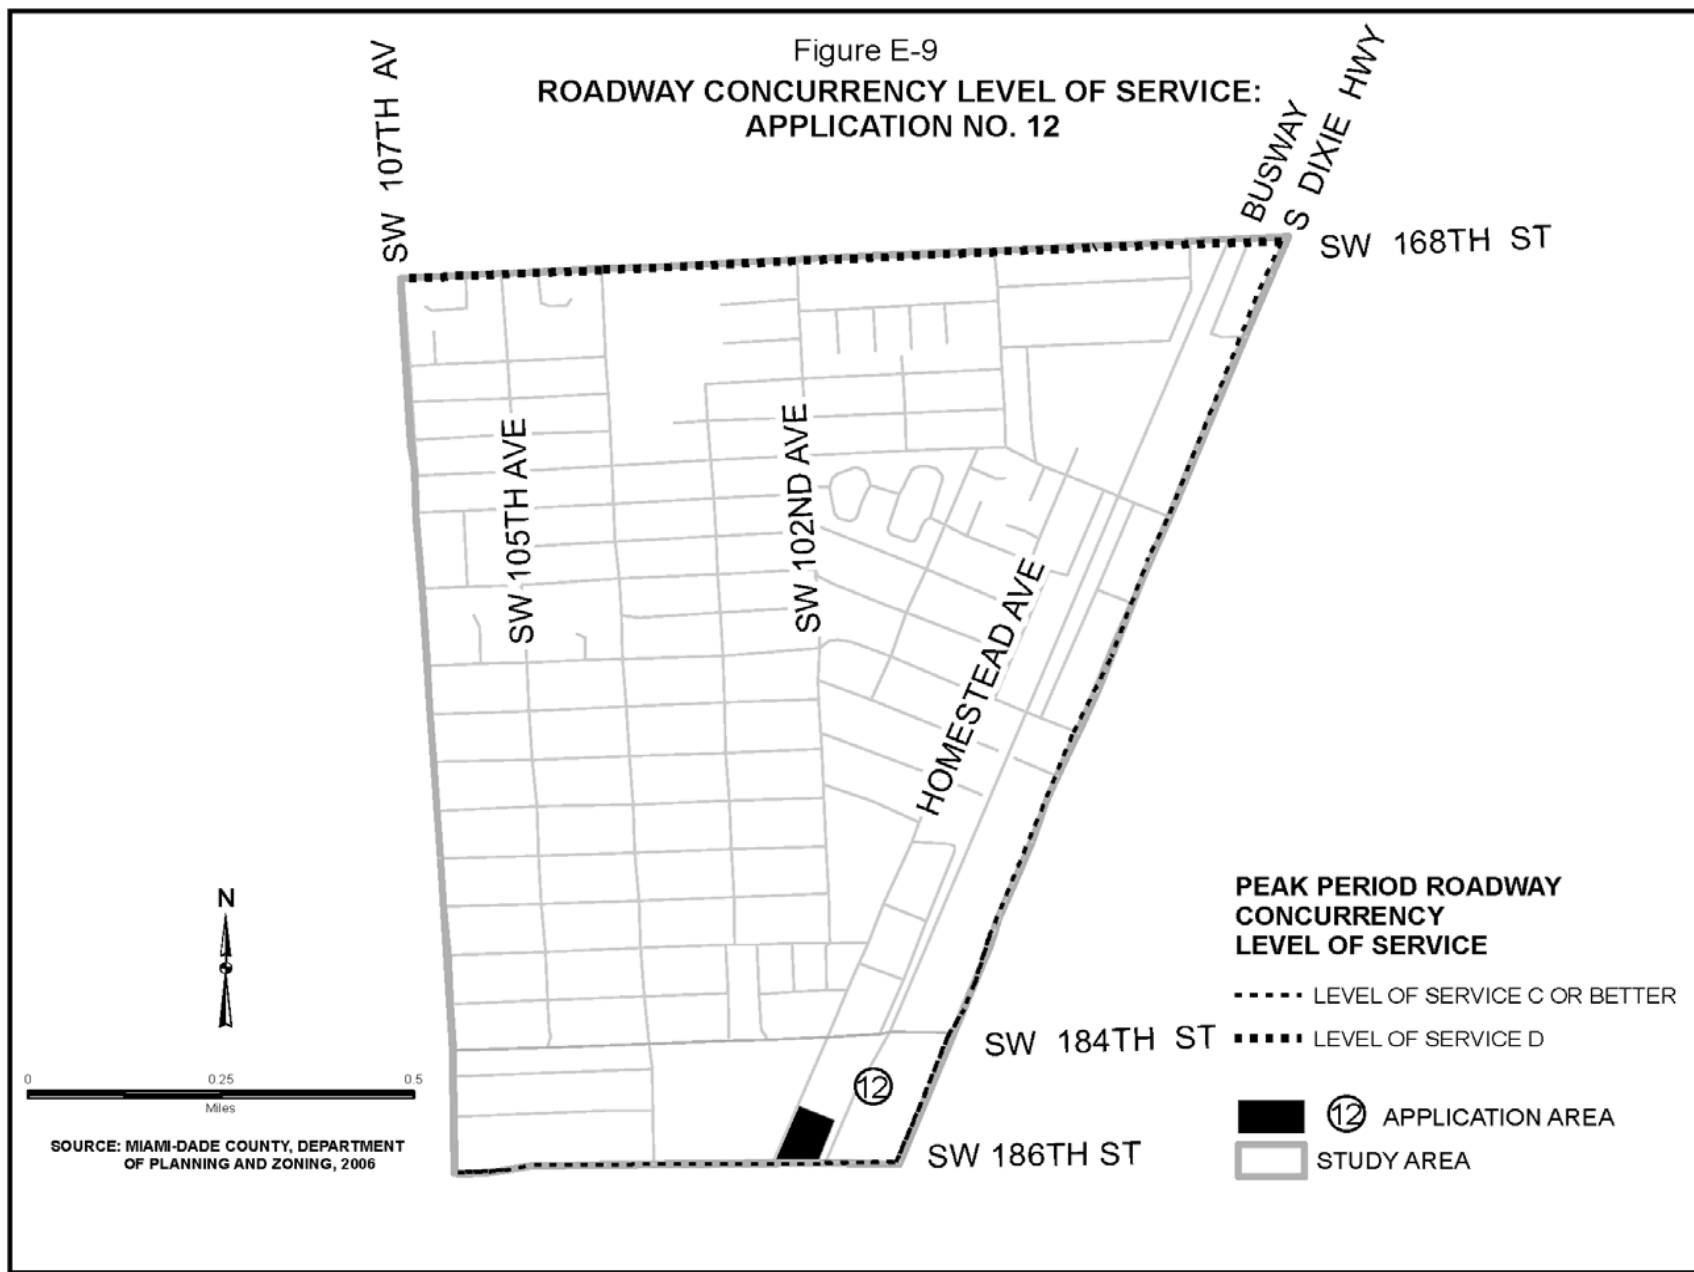 Figure E-9
ROADWAY CONCURRENCY LEVEL OF SERVICE:
APPLICATION NO. 12
SW 107TH AV
BUSWAY
S DIXIE HWY
SW 168TH ST
SW 105TH AVE
SW 102ND AVE
HOMESTEAD AVE
SW 184TH ST
12
SW 186TH ST
N
0 0.25 0.5
Miles
SOURCE: MIAMI-DADE COUNTY, DEPARTMENT
OF PLANNING AND ZONING, 2006
PEAK PERIOD ROADWAY
CONCURRENCY
LEVEL OF SERVICE
LEVEL OF SERVICE C OR BETTER
LEVEL OF SERVICE D
12 APPLICATION AREA
STUDY AREA